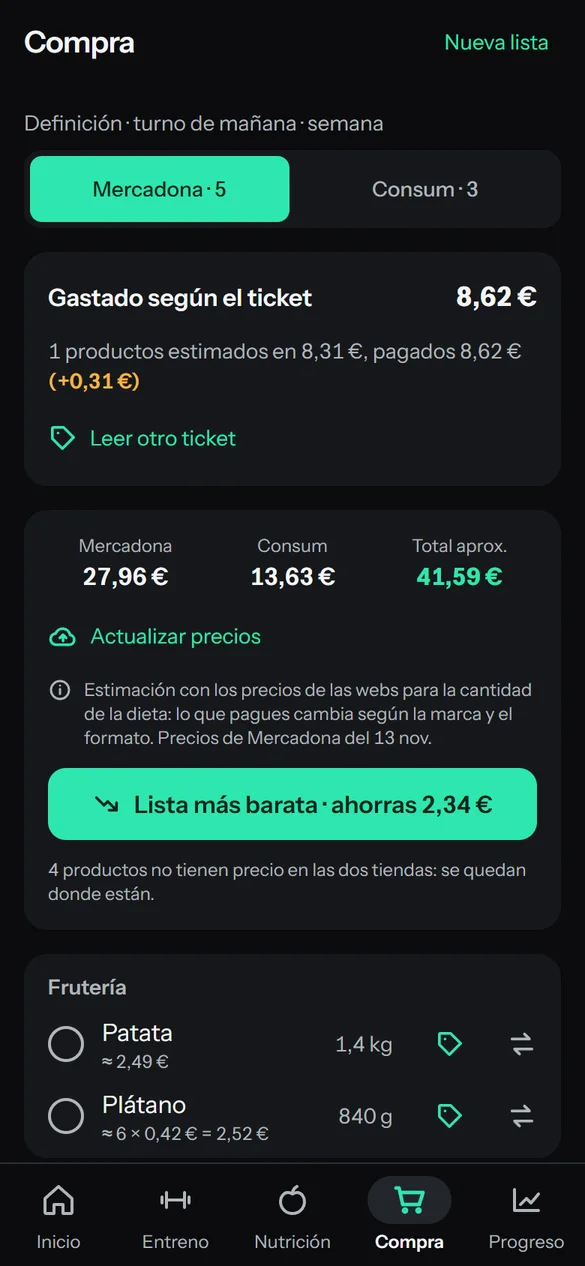 Compra
Nueva lista
Definición · turno de mañana · semana
Mercadona · 5
Consum · 3
Gastado según el ticket
8,62 €
1 productos estimados en 8,31 €, pagados 8,62 €
(+0,31 €)
Leer otro ticket
Mercadona
Consum
Total aprox.
27,96 €
13,63 €
41,59 €
Actualizar precios
Estimación con los precios de las webs para la cantidad
de la dieta: lo que pagues cambia según la marca y el
formato. Precios de Mercadona del 13 nov.
Lista más barata · ahorras 2,34 €
4 productos no tienen precio en las dos tiendas: se quedan
donde están.
Frutería
Patata
1,4 kg
≈ 2,49 €
Plátano
840 g
≈ 6 × 0,42 € = 2,52 €
Inicio
Entreno
Nutrición
Compra
Progreso